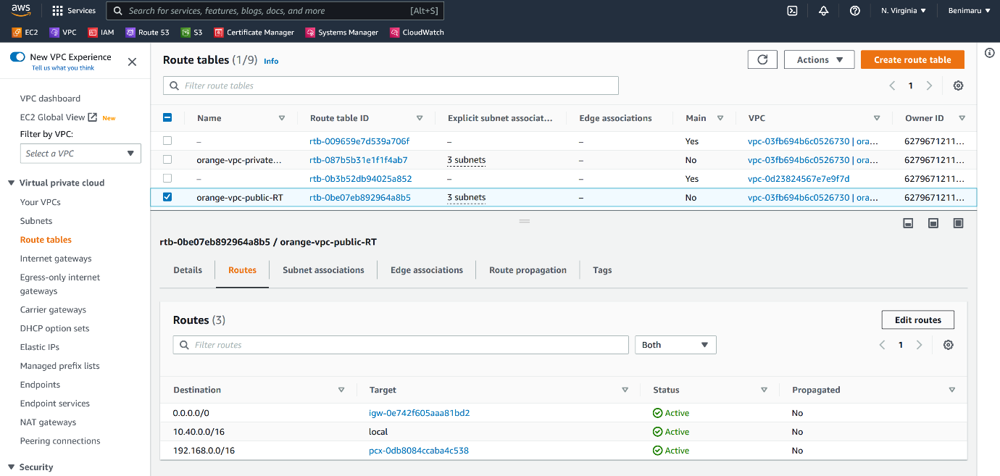 aws Services Search for services, features, blogs, docs, and more [Alt+S] N. Virginia Benimaru
EC2 VPC IAM Route 53 S3 Certificate Manager Systems Manager CloudWatch
New VPC Experience
Tell us what you think
VPC dashboard
EC2 Global View New
Filter by VPC:
Select a VPC
Virtual private cloud
Your VPCs
Subnets
Route tables
Internet gateways
Egress-only internet
gateways
Carrier gateways
DHCP option sets
Elastic IPs
Managed prefix lists
Endpoints
Endpoint services
NAT gateways
Peering connections
Security
Route tables (1/9) Info Actions Create route table
Filter route tables 1
Name Route table ID Explicit subnet associat... Edge associations Main VPC Owner ID
– rtb-009659e7d539a706f – – Yes vpc-03fb694b6c0526730 | ora... 6279671211...
orange-vpc-private... rtb-087b5b31e1f1f4ab7 3 subnets – No vpc-03fb694b6c0526730 | ora... 6279671211...
– rtb-0b3b52db94025a852 – – Yes vpc-0d23824567e7e9f7d 6279671211...
orange-vpc-public-RT rtb-0be07eb892964a8b5 3 subnets – No vpc-03fb694b6c0526730 | ora... 6279671211...
rtb-0be07eb892964a8b5 / orange-vpc-public-RT
Details Routes Subnet associations Edge associations Route propagation Tags
Routes (3) Edit routes
Filter routes Both 1
Destination Target Status Propagated
0.0.0.0/0 igw-0e742f605aaa81bd2 Active No
10.40.0.0/16 local Active No
192.168.0.0/16 pcx-0db8084ccaba4c538 Active No